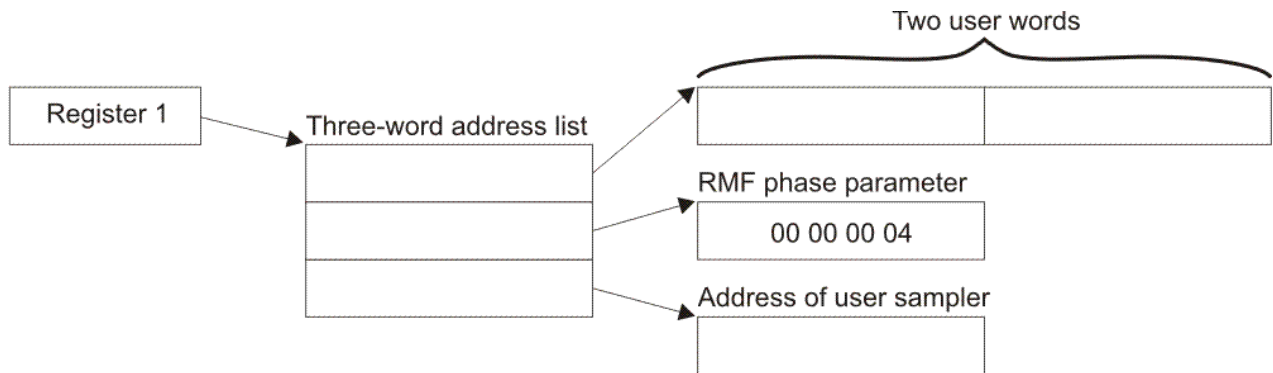 Two user words
Register 1
Three-word address list
RMF phase parameter
00 00 00 04
Address of user sampler